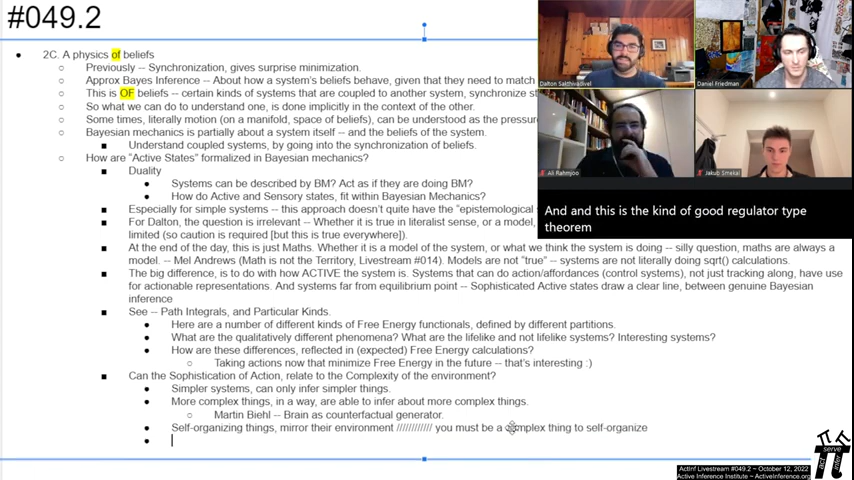 #049.2
● 2C. A physics of beliefs
○ Previously -- Synchronization, gives surprise minimization.
○ Approx Bayes Inference -- About how a system's beliefs behave, given that they need to match
○ This is OF beliefs -- certain kinds of systems that are coupled to another system, synchronize st
○ So what we can do to understand one, is done implicitly in the context of the other.
○ Some times, literally motion (on a manifold, space of beliefs), can be understood as the pressure
○ Bayesian mechanics is partially about a system itself -- and the beliefs of the system.
■ Understand coupled systems, by going into the synchronization of beliefs.
○ How are "Active States" formalized in Bayesian mechanics?
■ Duality
● Systems can be described by BM? Act as if they are doing BM?
● How do Active and Sensory states, fit within Bayesian Mechanics?
■ Especially for simple systems -- this approach doesn't quite have the "epistemological
■ For Dalton, the question is irrelevant -- Whether it is true in literalist sense, or a model,
limited (so caution is required [but this is true everywhere]).
■ At the end of the day, this is just Maths. Whether it is a model of the system, or what we think the system is doing -- silly question, maths are always a
model. -- Mel Andrews (Math is not the Territory, Livestream #014). Models are not "true" -- systems are not literally doing sqrt() calculations.
■ The big difference, is to do with how ACTIVE the system is. Systems that can do action/affordances (control systems), not just tracking along, have use
for actionable representations. And systems far from equilibrium point -- Sophisticated Active states draw a clear line, between genuine Bayesian
inference
■ See -- Path Integrals, and Particular Kinds.
● Here are a number of different kinds of Free Energy functionals, defined by different partitions.
● What are the qualitatively different phenomena? What are the lifelike and not lifelike systems? Interesting systems?
● How are these differences, reflected in (expected) Free Energy calculations?
○ Taking actions now that minimize Free Energy in the future -- that's interesting :)
■ Can the Sophistication of Action, relate to the Complexity of the environment?
● Simpler systems, can only infer simpler things.
● More complex things, in a way, are able to infer about more complex things.
○ Martin Biehl -- Brain as counterfactual generator.
● Self-organizing things, mirror their environment //////////// you must be a complex thing to self-organize
●
Dalton Sakthivadivel
Daniel Friedman
Ali Rahmjoo
Jakub Smekal
And and this is the kind of good regulator type
theorem
act
serve
infer
ActInf Livestream #049.2 ~ October 12, 2022
Active Inference Institute ~ ActiveInference.org